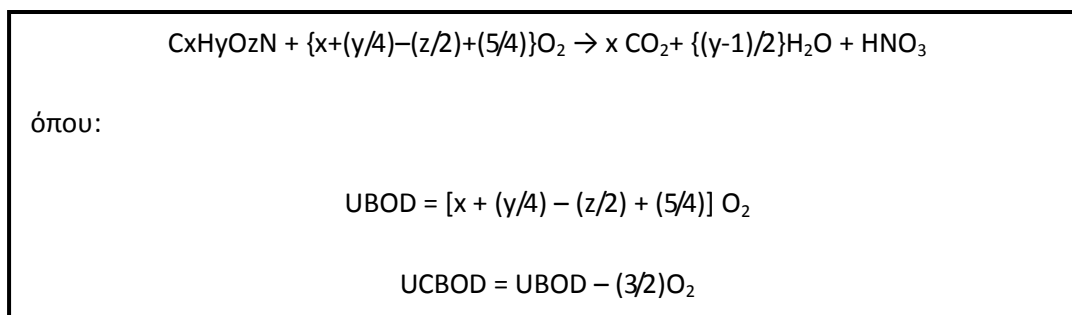 CxHyOzN + {x+(y/4)–(z/2)+(5/4)}O₂ → x CO₂+ {(y-1)/2}H₂O + HNO₃
όπου:
UBOD = [x + (y/4) – (z/2) + (5/4)] O₂
UCBOD = UBOD – (3/2)O₂